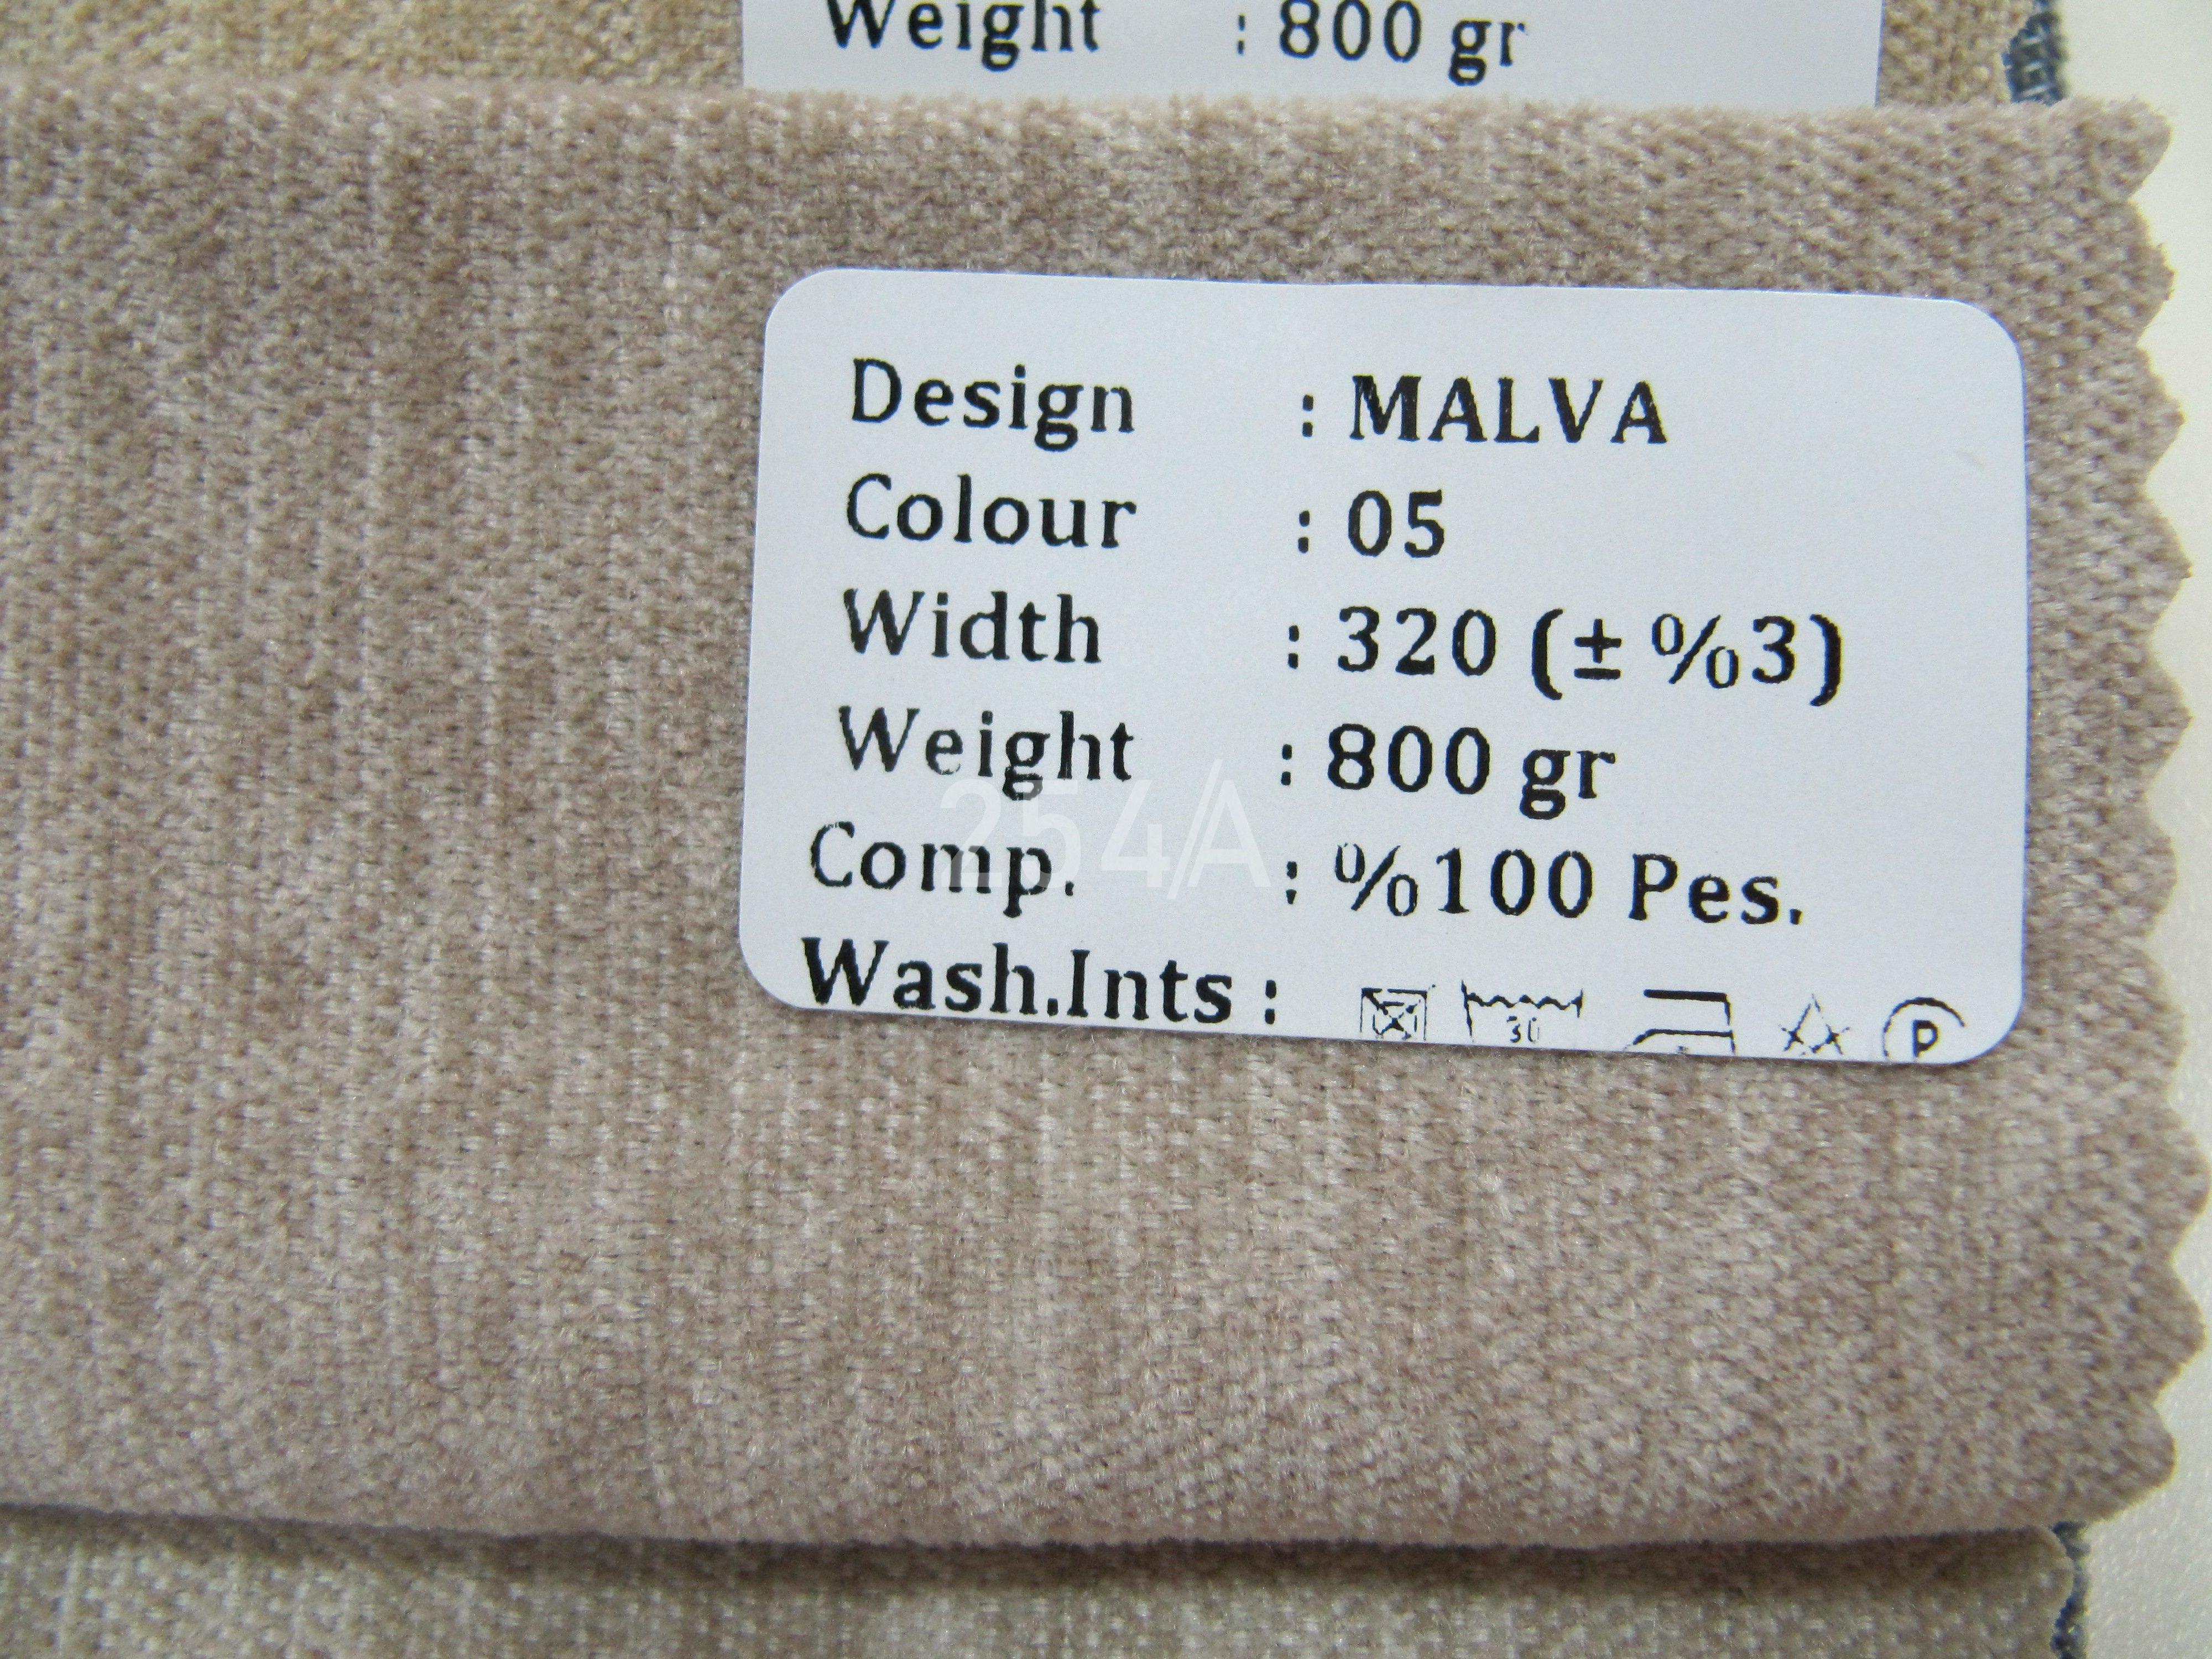 Weight : 800 gr
Design : MALVA
Colour : 05
Width : 320 (± %3)
Weight : 800 gr
254/A
Comp. : %100 Pes.
Wash.Ints : 30 P